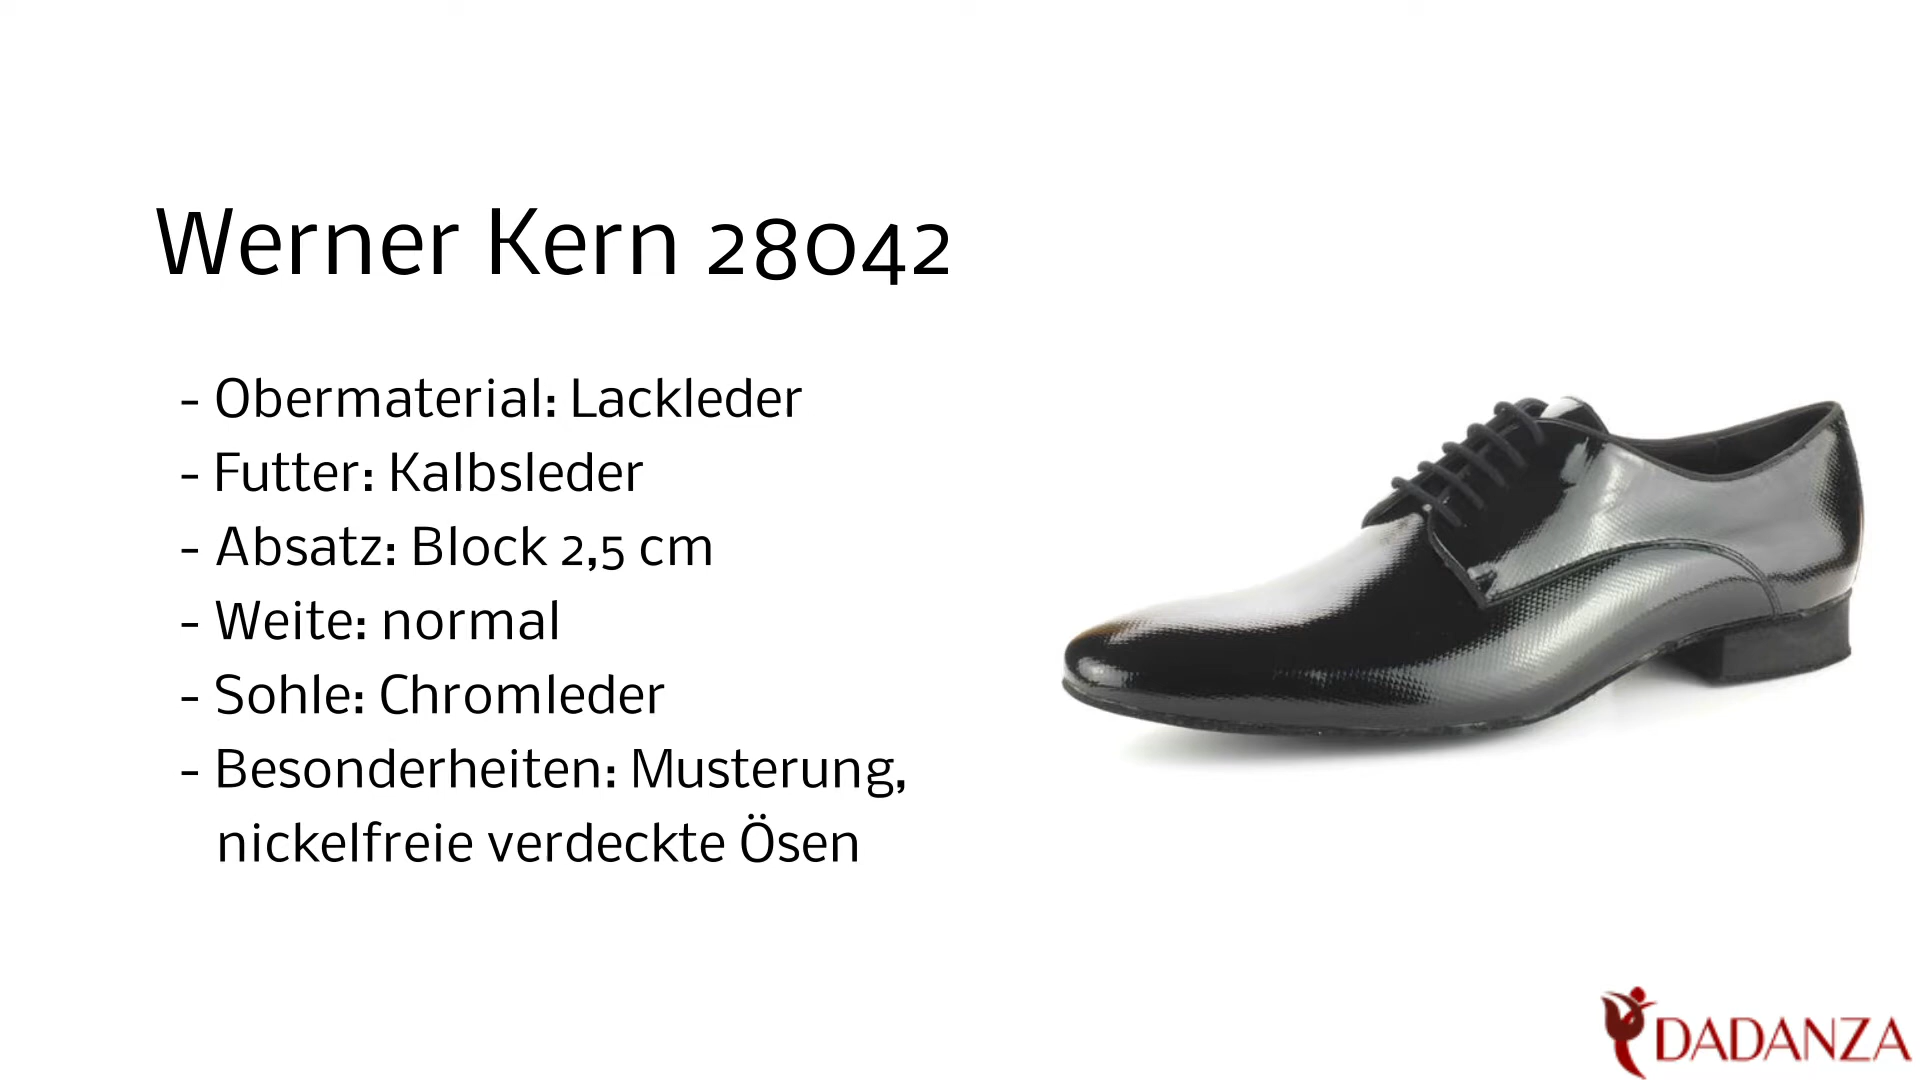 Werner Kern 28042
- Obermaterial: Lackleder
- Futter: Kalbsleder
- Absatz: Block 2,5 cm
- Weite: normal
- Sohle: Chromleder
- Besonderheiten: Musterung,
nickelfreie verdeckte Ösen
DADANZA